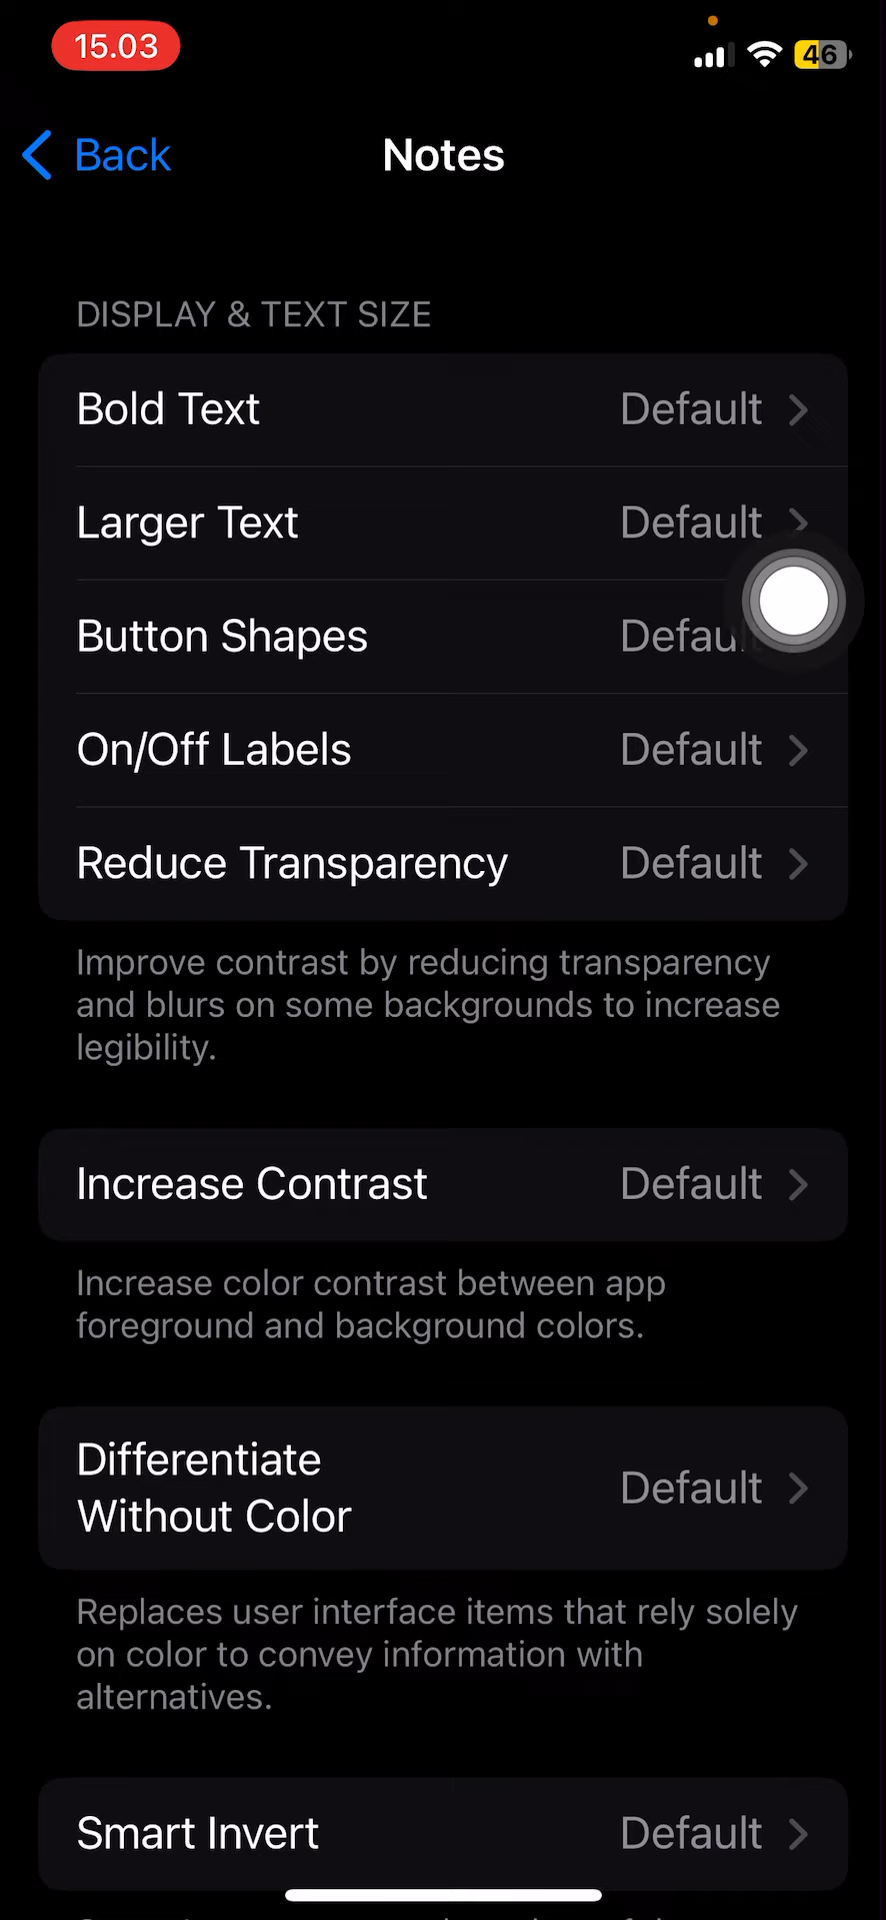 15.03
46
Back
Notes
DISPLAY & TEXT SIZE
Bold Text Default
Larger Text Default
Button Shapes Defau
On/Off Labels Default
Reduce Transparency Default
Improve contrast by reducing transparency
and blurs on some backgrounds to increase
legibility.
Increase Contrast Default
Increase color contrast between app
foreground and background colors.
Differentiate
Without Color Default
Replaces user interface items that rely solely
on color to convey information with
alternatives.
Smart Invert Default